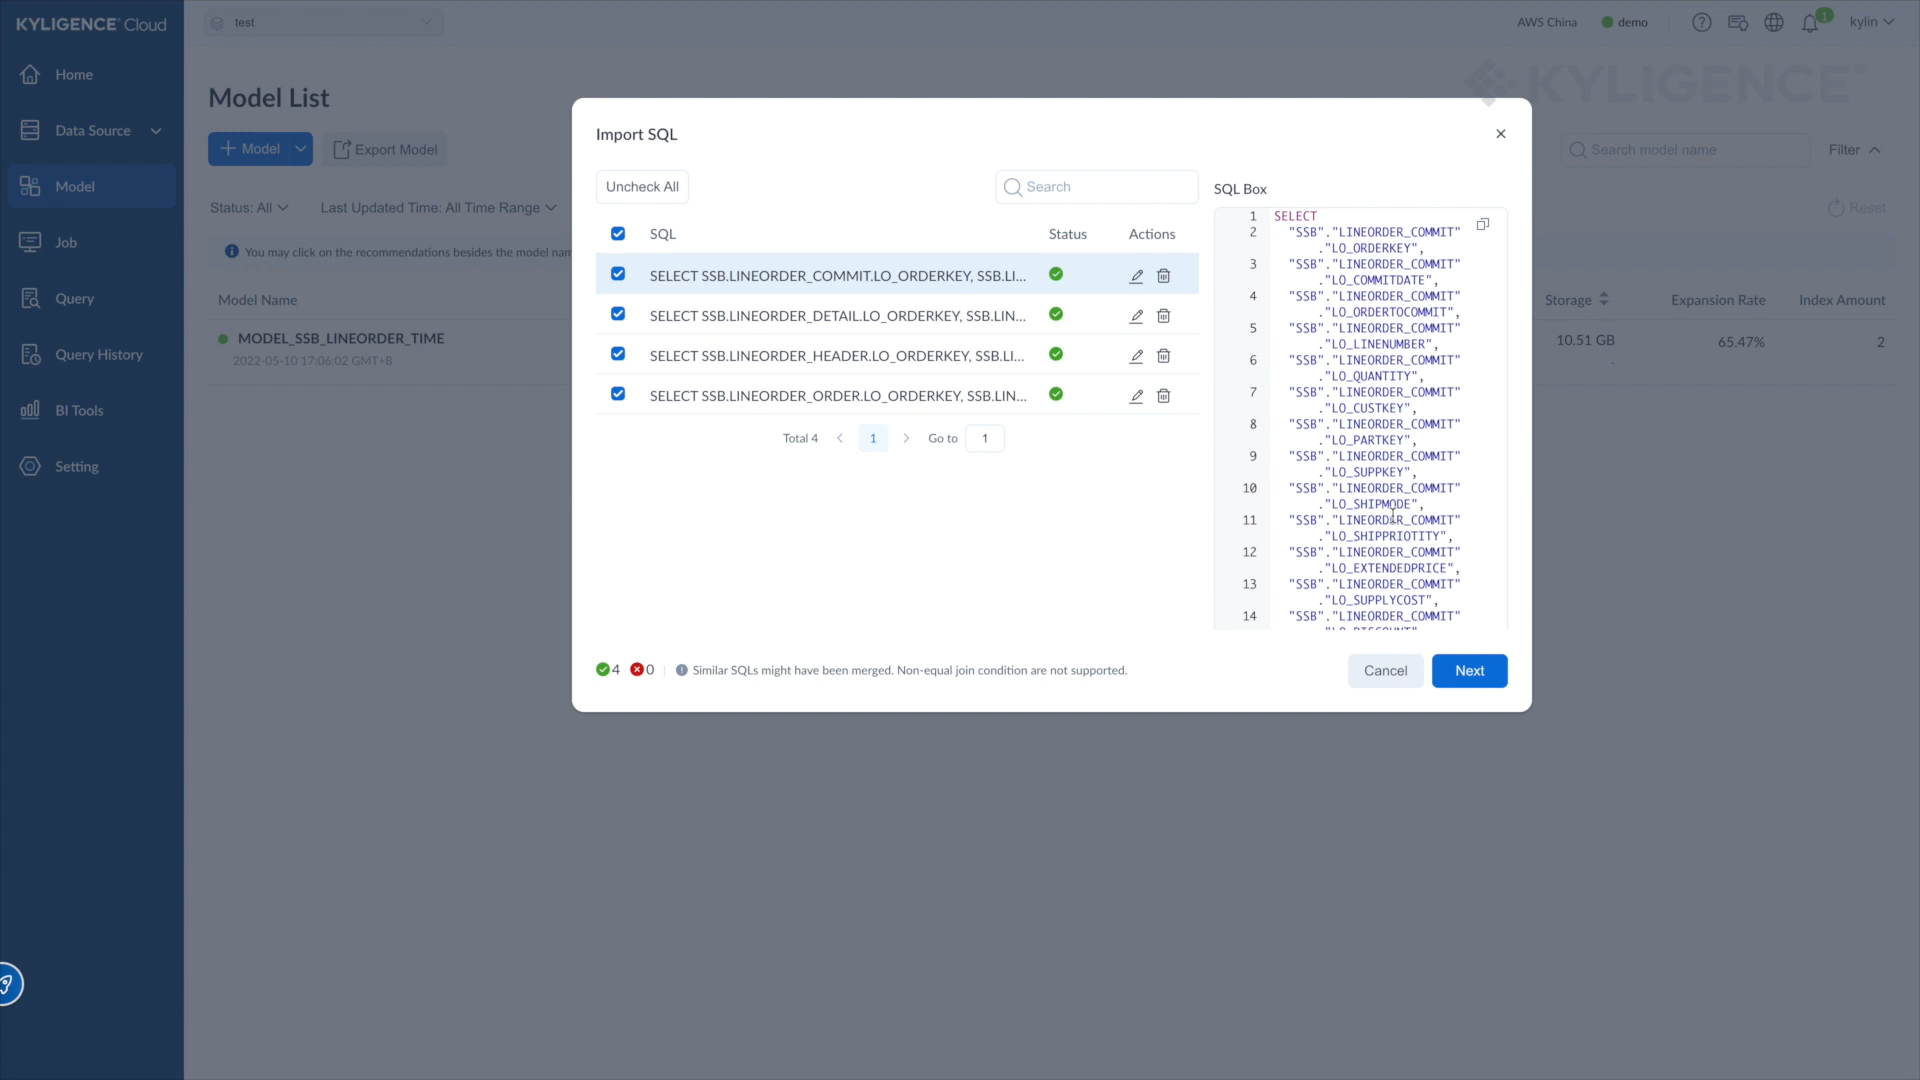 KYLIGENCE Cloud
test
AWS China
demo
1
kylin
Home
Data Source
Model
Job
Query
Query History
BI Tools
Setting
KYLIGENCE
Model List
Model
Export Model
Search model name
Filter
Status: All
Last Updated Time: All Time Range
Reset
You may click on the recommendations besides the model
Model Name
Storage
Expansion Rate
Index Amount
MODEL_SSB_LINEORDER_TIME
2022-05-10 17:06:02 GMT+8
10.51 GB
65.47%
2
Import SQL
Uncheck All
Search
SQL
Status
Actions
SELECT SSB.LINEORDER_COMMIT.LO_ORDERKEY, SSB.LI...
SELECT SSB.LINEORDER_DETAIL.LO_ORDERKEY, SSB.LIN...
SELECT SSB.LINEORDER_HEADER.LO_ORDERKEY, SSB.LI...
SELECT SSB.LINEORDER_ORDER.LO_ORDERKEY, SSB.LIN...
Total 4
1
Go to
1
SQL Box
1 SELECT
2 "SSB"."LINEORDER_COMMIT"
."LO_ORDERKEY",
3 "SSB"."LINEORDER_COMMIT"
."LO_COMMITDATE",
4 "SSB"."LINEORDER_COMMIT"
."LO_ORDERTOCOMMIT",
5 "SSB"."LINEORDER_COMMIT"
."LO_LINENUMBER",
6 "SSB"."LINEORDER_COMMIT"
."LO_QUANTITY",
7 "SSB"."LINEORDER_COMMIT"
."LO_CUSTKEY",
8 "SSB"."LINEORDER_COMMIT"
."LO_PARTKEY",
9 "SSB"."LINEORDER_COMMIT"
."LO_SUPPKEY",
10 "SSB"."LINEORDER_COMMIT"
."LO_SHIPMODE",
11 "SSB"."LINEORDER_COMMIT"
."LO_SHIPPRIOTITY",
12 "SSB"."LINEORDER_COMMIT"
."LO_EXTENDEDPRICE",
13 "SSB"."LINEORDER_COMMIT"
."LO_SUPPLYCOST",
14 "SSB"."LINEORDER_COMMIT"
."LO_DISCOUNT"
4
0
Similar SQLs might have been merged. Non-equal join condition are not supported.
Cancel
Next